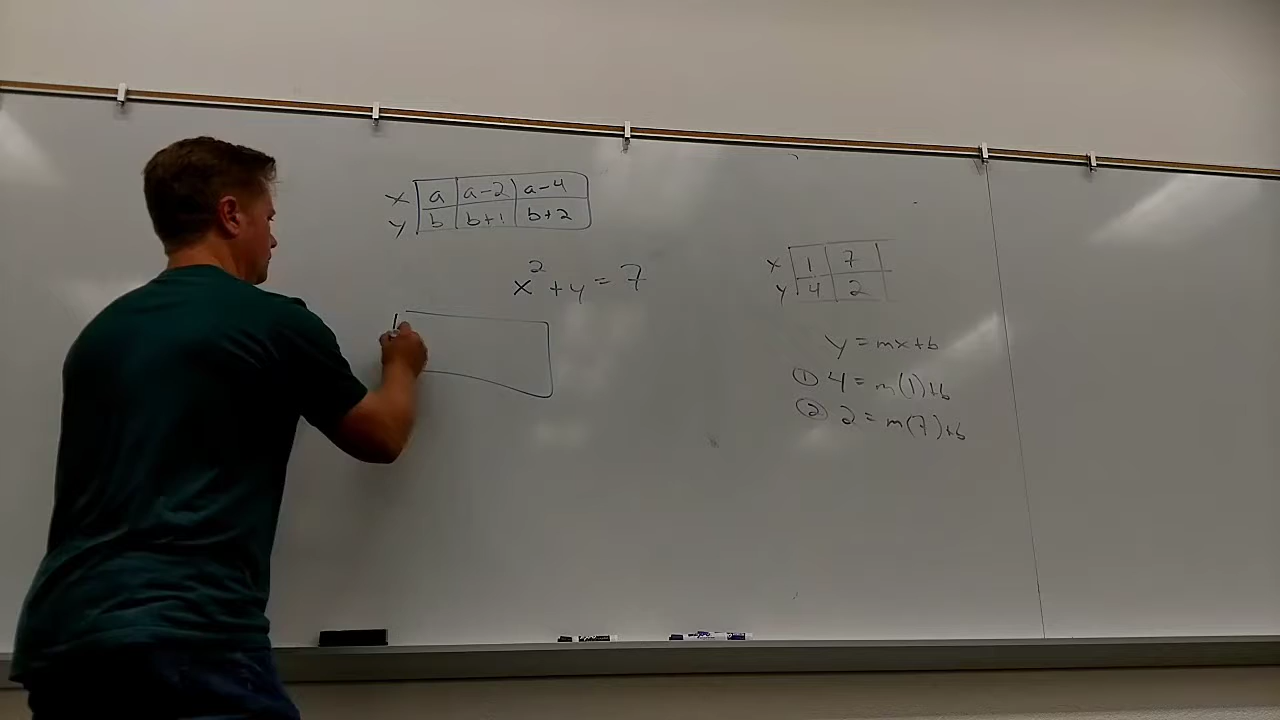 x a a-2 a-4
y b b+1 b+2
x² + y = 7
x 1 7
y 4 2
y = mx+b
① 4 = m(1)+b
② 2 = m(7)+b